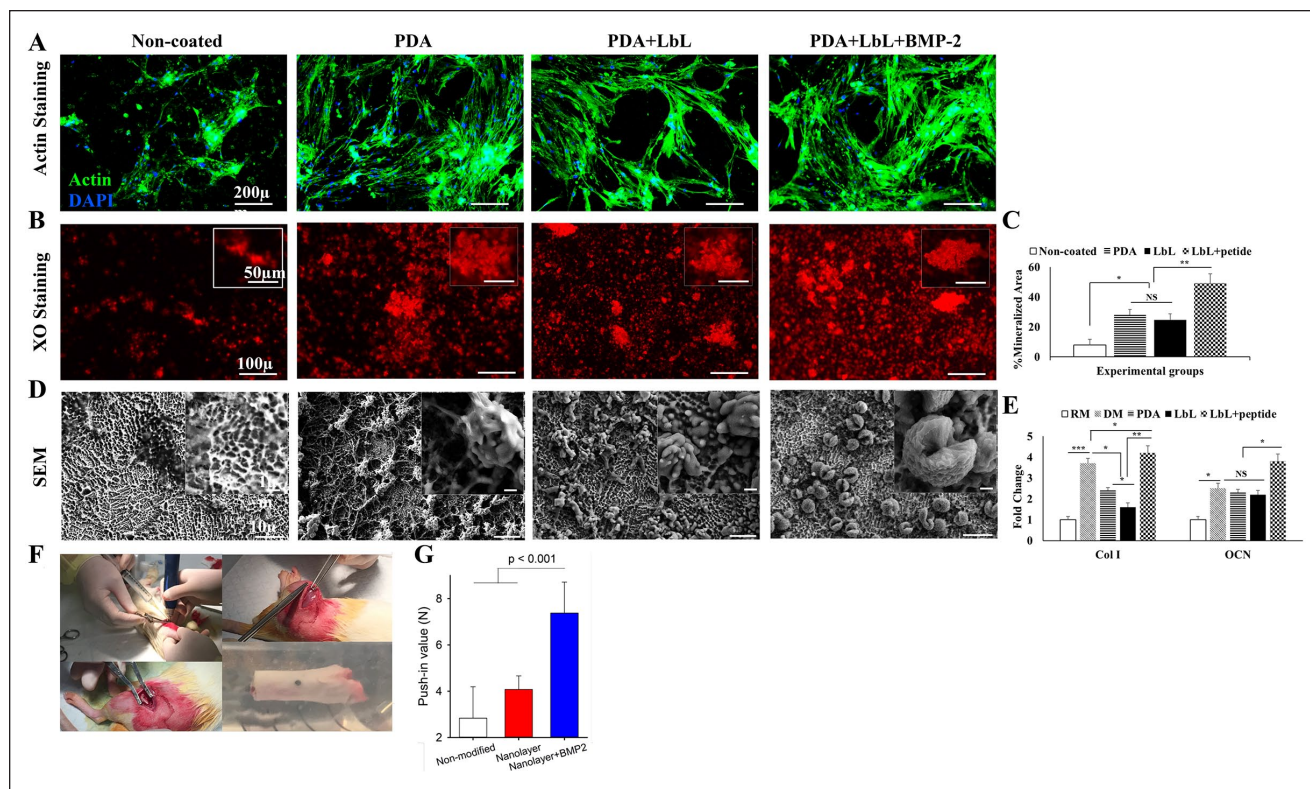 A
Non-coated
PDA
PDA+LbL
PDA+LbL+BMP-2
Actin Staining
Actin
DAPI
200µ
m
B
XO Staining
50µm
100µ
C
Non-coated PDA LbL LbL+petide
%Mineralized Area
60
40
20
0
*
NS
**
Experimental groups
D
SEM
10µ
E
RM DM PDA LbL LbL+peptide
Fold Change
5
4
3
2
1
0
***
*
*
*
**
*
NS
*
Col I
OCN
F
G
p < 0.001
Push-in value (N)
8
6
4
2
Non-modified
Nanolayer
Nanolayer+BMP2